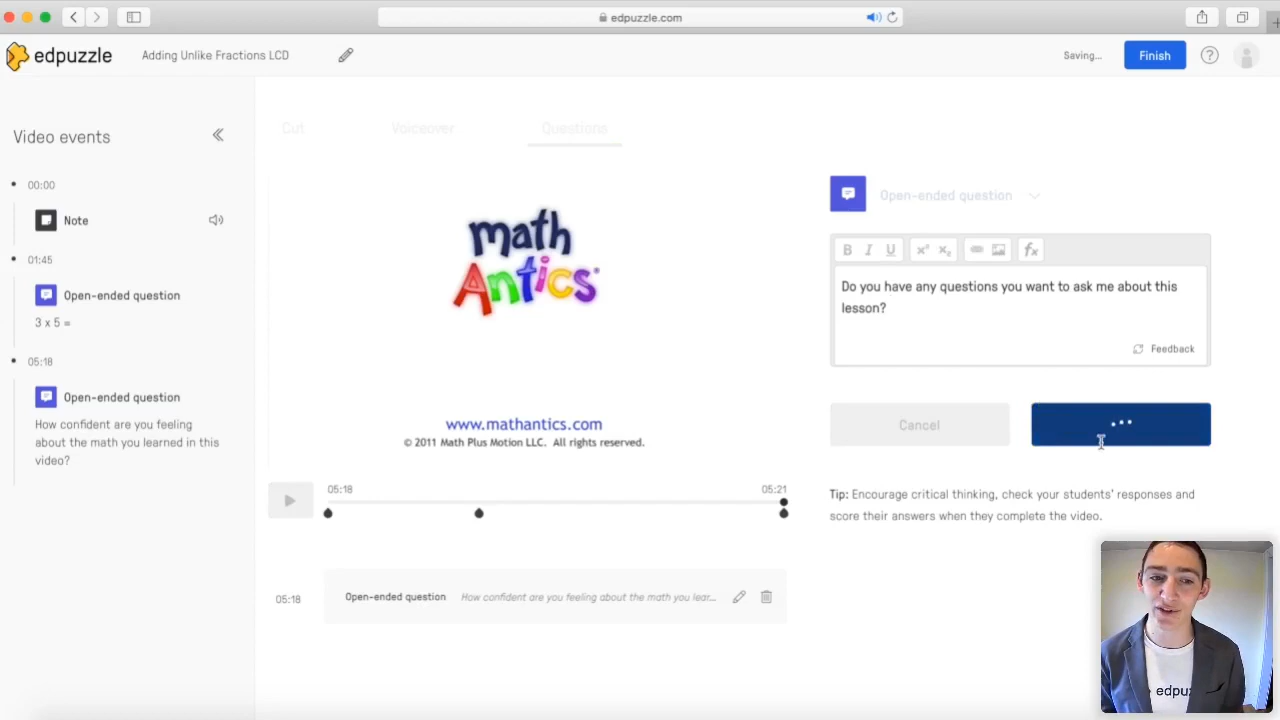 edpuzzle.com
edpuzzle
Adding Unlike Fractions LCD
Saving...
Finish
?
Video events
Cut
Voiceover
Questions
00:00
Note
01:45
Open-ended question
3 x 5 =
05:18
Open-ended question
How confident are you feeling
about the math you learned in this
video?
math
Antics
www.mathantics.com
© 2011 Math Plus Motion LLC. All rights reserved.
05:18
05:21
05:18
Open-ended question
How confident are you feeling about the math you lear...
Open-ended question
B I U x² x₂ fx
Do you have any questions you want to ask me about this
lesson?
Feedback
Cancel
Tip: Encourage critical thinking, check your students' responses and
score their answers when they complete the video.